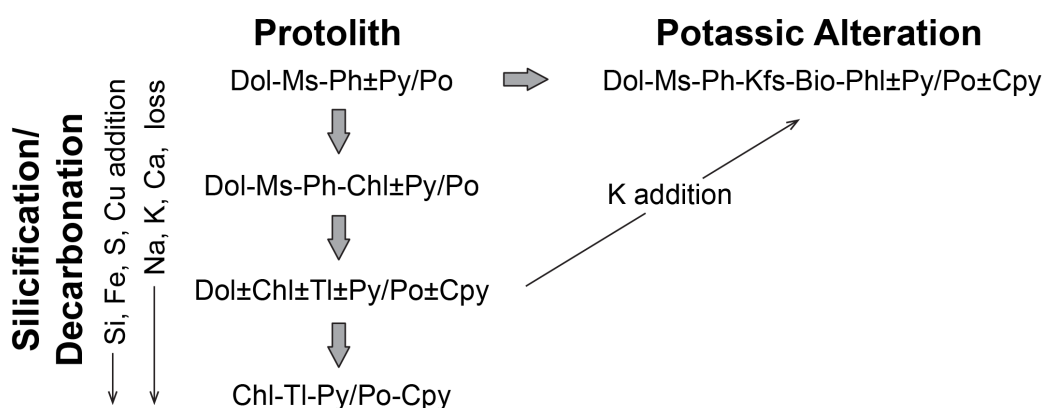 Protolith
Potassic Alteration
Dol-Ms-Ph±Py/Po
Dol-Ms-Ph-Kfs-Bio-Phl±Py/Po±Cpy
Dol-Ms-Ph-Chl±Py/Po
K addition
Dol±Chl±Tl±Py/Po±Cpy
Chl-Tl-Py/Po-Cpy
Silicification/
Decarbonation
Si, Fe, S, Cu addition
Na, K, Ca, loss